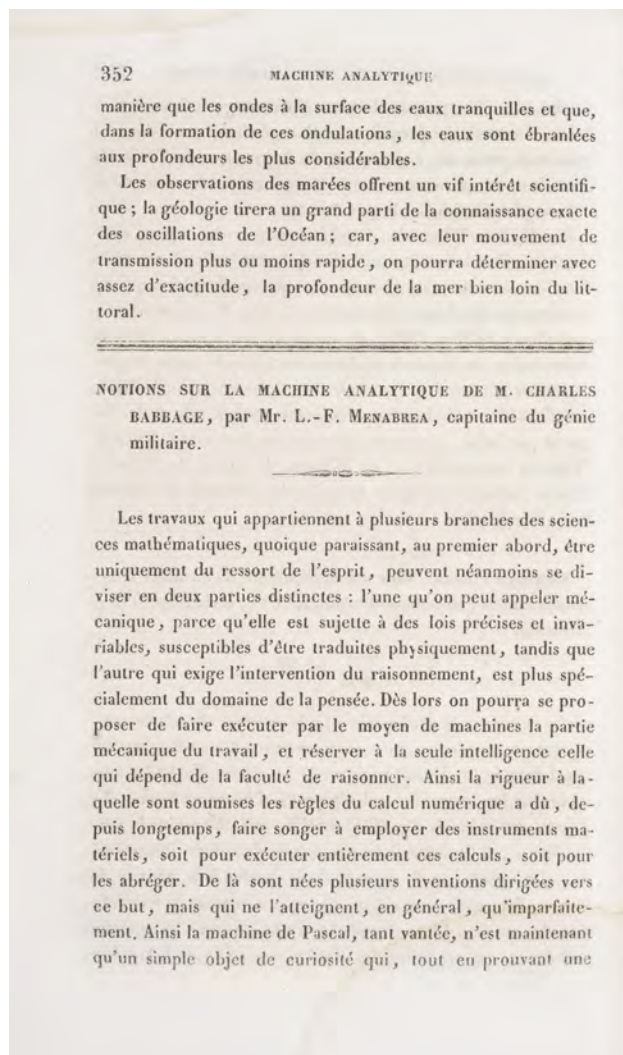 352 MACHINE ANALYTIQUE
manière que les ondes à la surface des eaux tranquilles et que,
dans la formation de ces ondulations, les eaux sont ébranlées
aux profondeurs les plus considérables.
Les observations des marées offrent un vif intérêt scientifi-
que ; la géologie tirera un grand parti de la connaissance exacte
des oscillations de l'Océan ; car, avec leur mouvement de
transmission plus ou moins rapide, on pourra déterminer avec
assez d'exactitude, la profondeur de la mer bien loin du lit-
toral.
NOTIONS SUR LA MACHINE ANALYTIQUE DE M. CHARLES
BABBAGE, par Mr. L.-F. MENABREA, capitaine du génie
militaire.
Les travaux qui appartiennent à plusieurs branches des scien-
ces mathématiques, quoique paraissant, au premier abord, être
uniquement du ressort de l'esprit, peuvent néanmoins se di-
viser en deux parties distinctes : l'une qu'on peut appeler mé-
canique, parce qu'elle est sujette à des lois précises et inva-
riables, susceptibles d'être traduites physiquement, tandis que
l'autre qui exige l'intervention du raisonnement, est plus spé-
cialement du domaine de la pensée. Dès lors on pourra se pro-
poser de faire exécuter par le moyen de machines la partie
mécanique du travail, et réserver à la seule intelligence celle
qui dépend de la faculté de raisonner. Ainsi la rigueur à la-
quelle sont soumises les règles du calcul numérique a dû, de-
puis longtemps, faire songer à employer des instruments ma-
tériels, soit pour exécuter entièrement ces calculs, soit pour
les abréger. De là sont nées plusieurs inventions dirigées vers
ce but, mais qui ne l'atteignent, en général, qu'imparfaite-
ment. Ainsi la machine de Pascal, tant vantée, n'est maintenant
qu'un simple objet de curiosité qui, tout en prouvant une